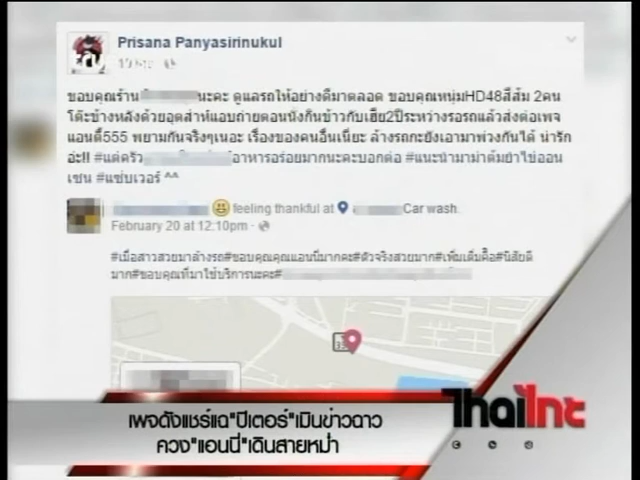 Prisana Panyasirinukul
ขอบคุณร้าน นะคะ ดูแลรถให้อย่างดีมาตลอด ขอบคุณหนุ่มHD48สีส้ม 2คน
โต๊ะข้างหลังด้วยอุตส่าห์แอบถ่ายตอนนั่งกินข้าวกับเฮีย2ปีระหว่างรอรถแล้วส่งต่อเพจ
แอนดี้555 พยามกันจริงๆเนอะ เรื่องของคนอื่นเนี่ยะ ล้างรถกะยังเอามาพ่วงกันได้ น่ารัก
อ่ะ!! #แต่ครัว อาหารอร่อยมากนะคะบอกต่อ #แนะนำมาม่าต้มยำไข่ออน
เซน #แซ่บเวอร์ ^^
feeling thankful at Car wash.
February 20 at 12:10pm ·
#เมื่อสาวสวยมาล้างรถ#ขอบคุณคุณแอนนี่มากคะ#ตัวจริงสวยมาก#เพิ่มเติมคือ#นิสัยดี
มาก#ขอบคุณที่มาใช้บริการนะคะ#
เพจดังแชร์แฉ"ปีเตอร์"เมินข่าวฉาว
ควง"แอนนี่"เดินสายหม่ำ
ไทยไทะ